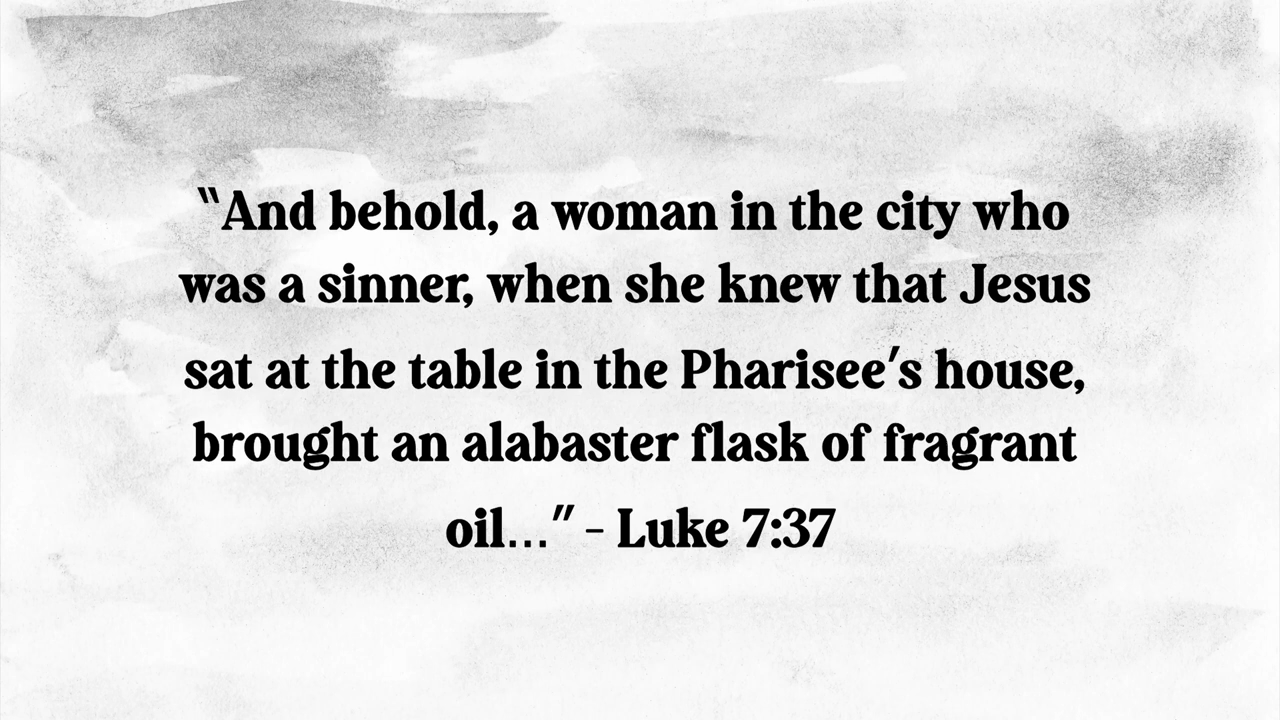 “And behold, a woman in the city who
was a sinner, when she knew that Jesus
sat at the table in the Pharisee’s house,
brought an alabaster flask of fragrant
oil…” - Luke 7:37